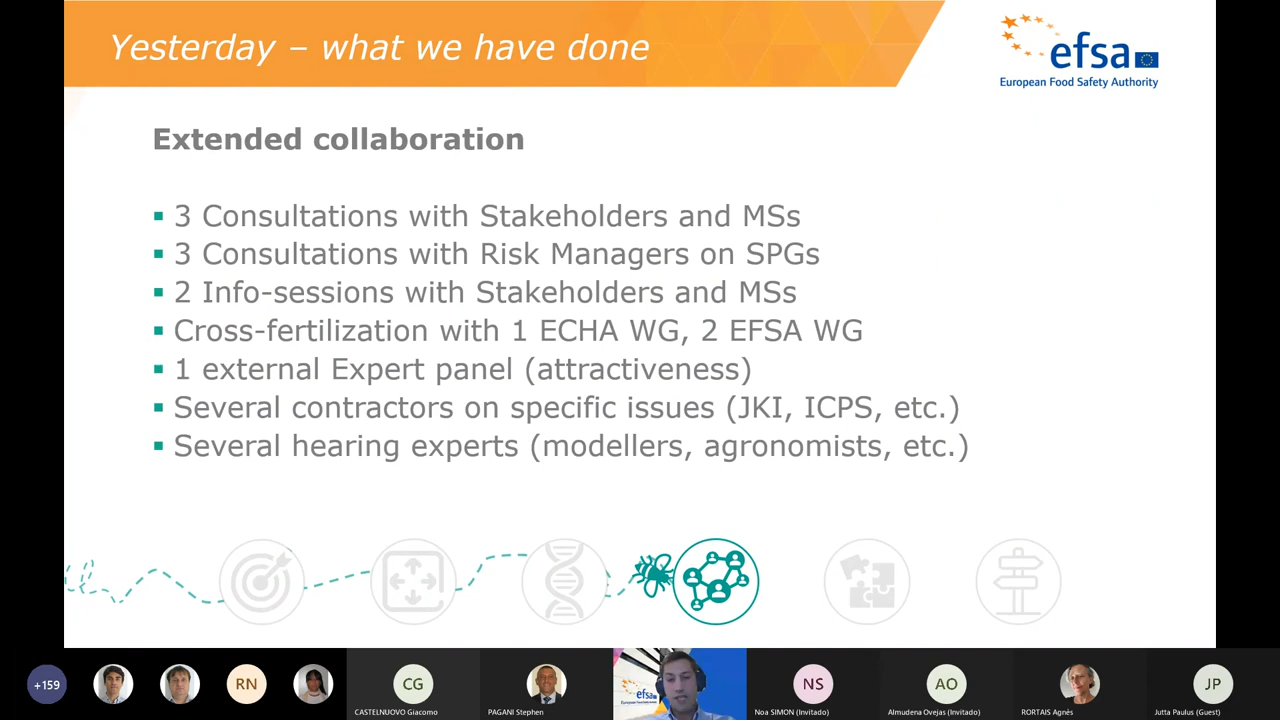 Yesterday – what we have done
efsa
European Food Safety Authority
Extended collaboration
▪ 3 Consultations with Stakeholders and MSs
▪ 3 Consultations with Risk Managers on SPGs
▪ 2 Info-sessions with Stakeholders and MSs
▪ Cross-fertilization with 1 ECHA WG, 2 EFSA WG
▪ 1 external Expert panel (attractiveness)
▪ Several contractors on specific issues (JKI, ICPS, etc.)
▪ Several hearing experts (modellers, agronomists, etc.)
+159
RN
CG
CASTELNUOVO Giacomo
PAGANI Stephen
efsa
NS
Noa SIMON (Invitado)
AO
Almudena Ovejas (Invitado)
RORTAIS Agnès
JP
Jutta Paulus (Guest)